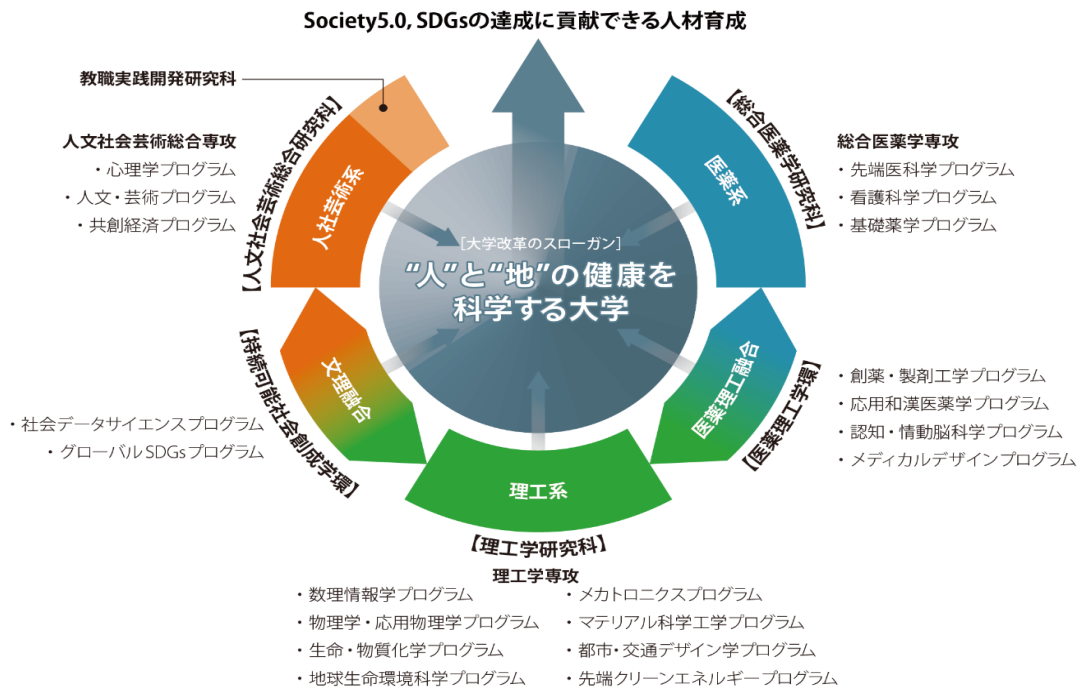 Society5.0, SDGsの達成に貢献できる人材育成
教職実践開発研究科
【人文社会芸術総合研究科】
人文社会芸術総合専攻
・心理学プログラム
・人文・芸術プログラム
・共創経済プログラム
人社芸術系
【総合医薬学研究科】
医薬系
総合医薬学専攻
・先端医科学プログラム
・看護科学プログラム
・基礎薬学プログラム
［大学改革のスローガン］
“人”と“地”の健康を
科学する大学
【持続可能社会創成学環】
文理融合
・社会データサイエンスプログラム
・グローバルSDGsプログラム
医薬理工融合
【医薬理工学環】
・創薬・製剤工学プログラム
・応用和漢医薬学プログラム
・認知・情動脳科学プログラム
・メディカルデザインプログラム
理工系
【理工学研究科】
理工学専攻
・数理情報学プログラム
・物理学・応用物理学プログラム
・生命・物質化学プログラム
・地球生命環境科学プログラム
・メカトロニクスプログラム
・マテリアル科学工学プログラム
・都市・交通デザイン学プログラム
・先端クリーンエネルギープログラム